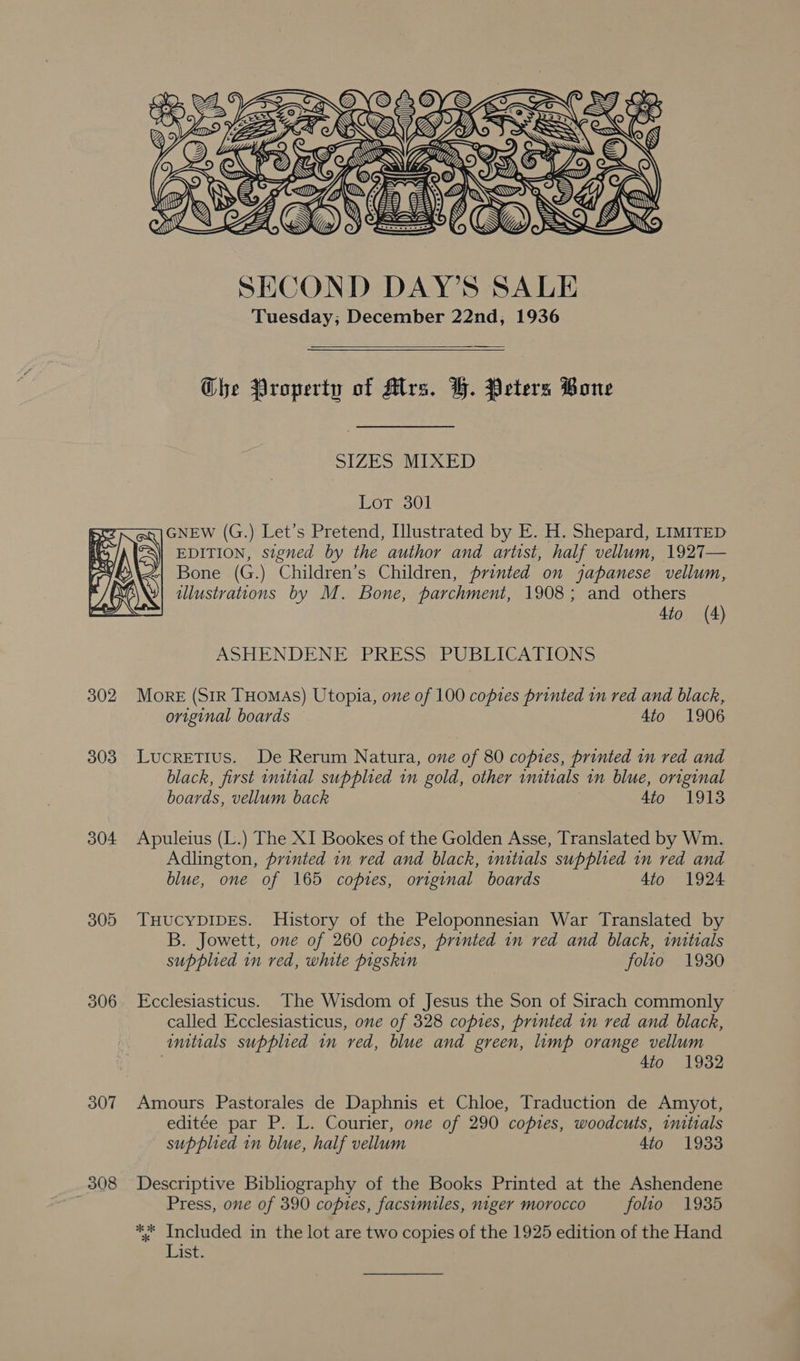 SECOND DAY'S SALE
Tuesday, December 22nd, 1936
The Property of Mrs. H. Peters Bone
SIZES MIXED
LOT 301
AGNEW (G.) Let's Pretend, Illustrated by E. H. Shepard, LIMITED
EDITION, signed by the author and artist, half vellum, 1927—
Bone (G.) Children's Children, printed on japanese vellum,
illustrations by M. Bone, parchment, 1908; and others
4to (4)
ASHENDENE PRESS PUBLICATIONS
302 MORE (SIR THOMAS) Utopia, one of 100 copies printed in red and black,
original boards 4to 1906
303 LUCRETIUS. De Rerum Natura, one of 80 copies, printed in red and
black, first initial supplied in gold, other initials in blue, original
boards, vellum back 4to 1913
304 Apuleius (L.) The XI Bookes of the Golden Asse, Translated by Wm.
Adlington, printed in red and black, initials supplied in red and
blue, one of 165 copies, original boards 4to 1924
305 THUCYDIDES. History of the Peloponnesian War Translated by
B. Jowett, one of 260 copies, printed in red and black, initials
supplied in red, white pigskin folio 1930
306 Ecclesiasticus. The Wisdom of Jesus the Son of Sirach commonly
called Ecclesiasticus, one of 328 copies, printed in red and black,
initials supplied in red, blue and green, limp orange vellum
4to 1932
307 Amours Pastorales de Daphnis et Chloe, Traduction de Amyot,
editée par P. L. Courier, one of 290 copies, woodcuts, initials
supplied in blue, half vellum 4to 1933
308 Descriptive Bibliography of the Books Printed at the Ashendene
Press, one of 390 copies, facsimiles, niger morocco folio 1935
*** Included in the lot are two copies of the 1925 edition of the Hand
List.